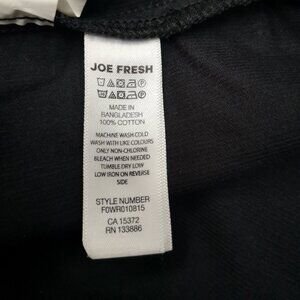 JOE FRESH
MADE IN
BANGLADESH
100% COTTON
MACHINE WASH COLD
WASH WITH LIKE COLOURS
ONLY NON-CHLORINE
BLEACH WHEN NEEDED
TUMBLE DRY LOW
LOW IRON ON REVERSE
SIDE
STYLE NUMBER
F0WR010815
CA 15372
RN 133886